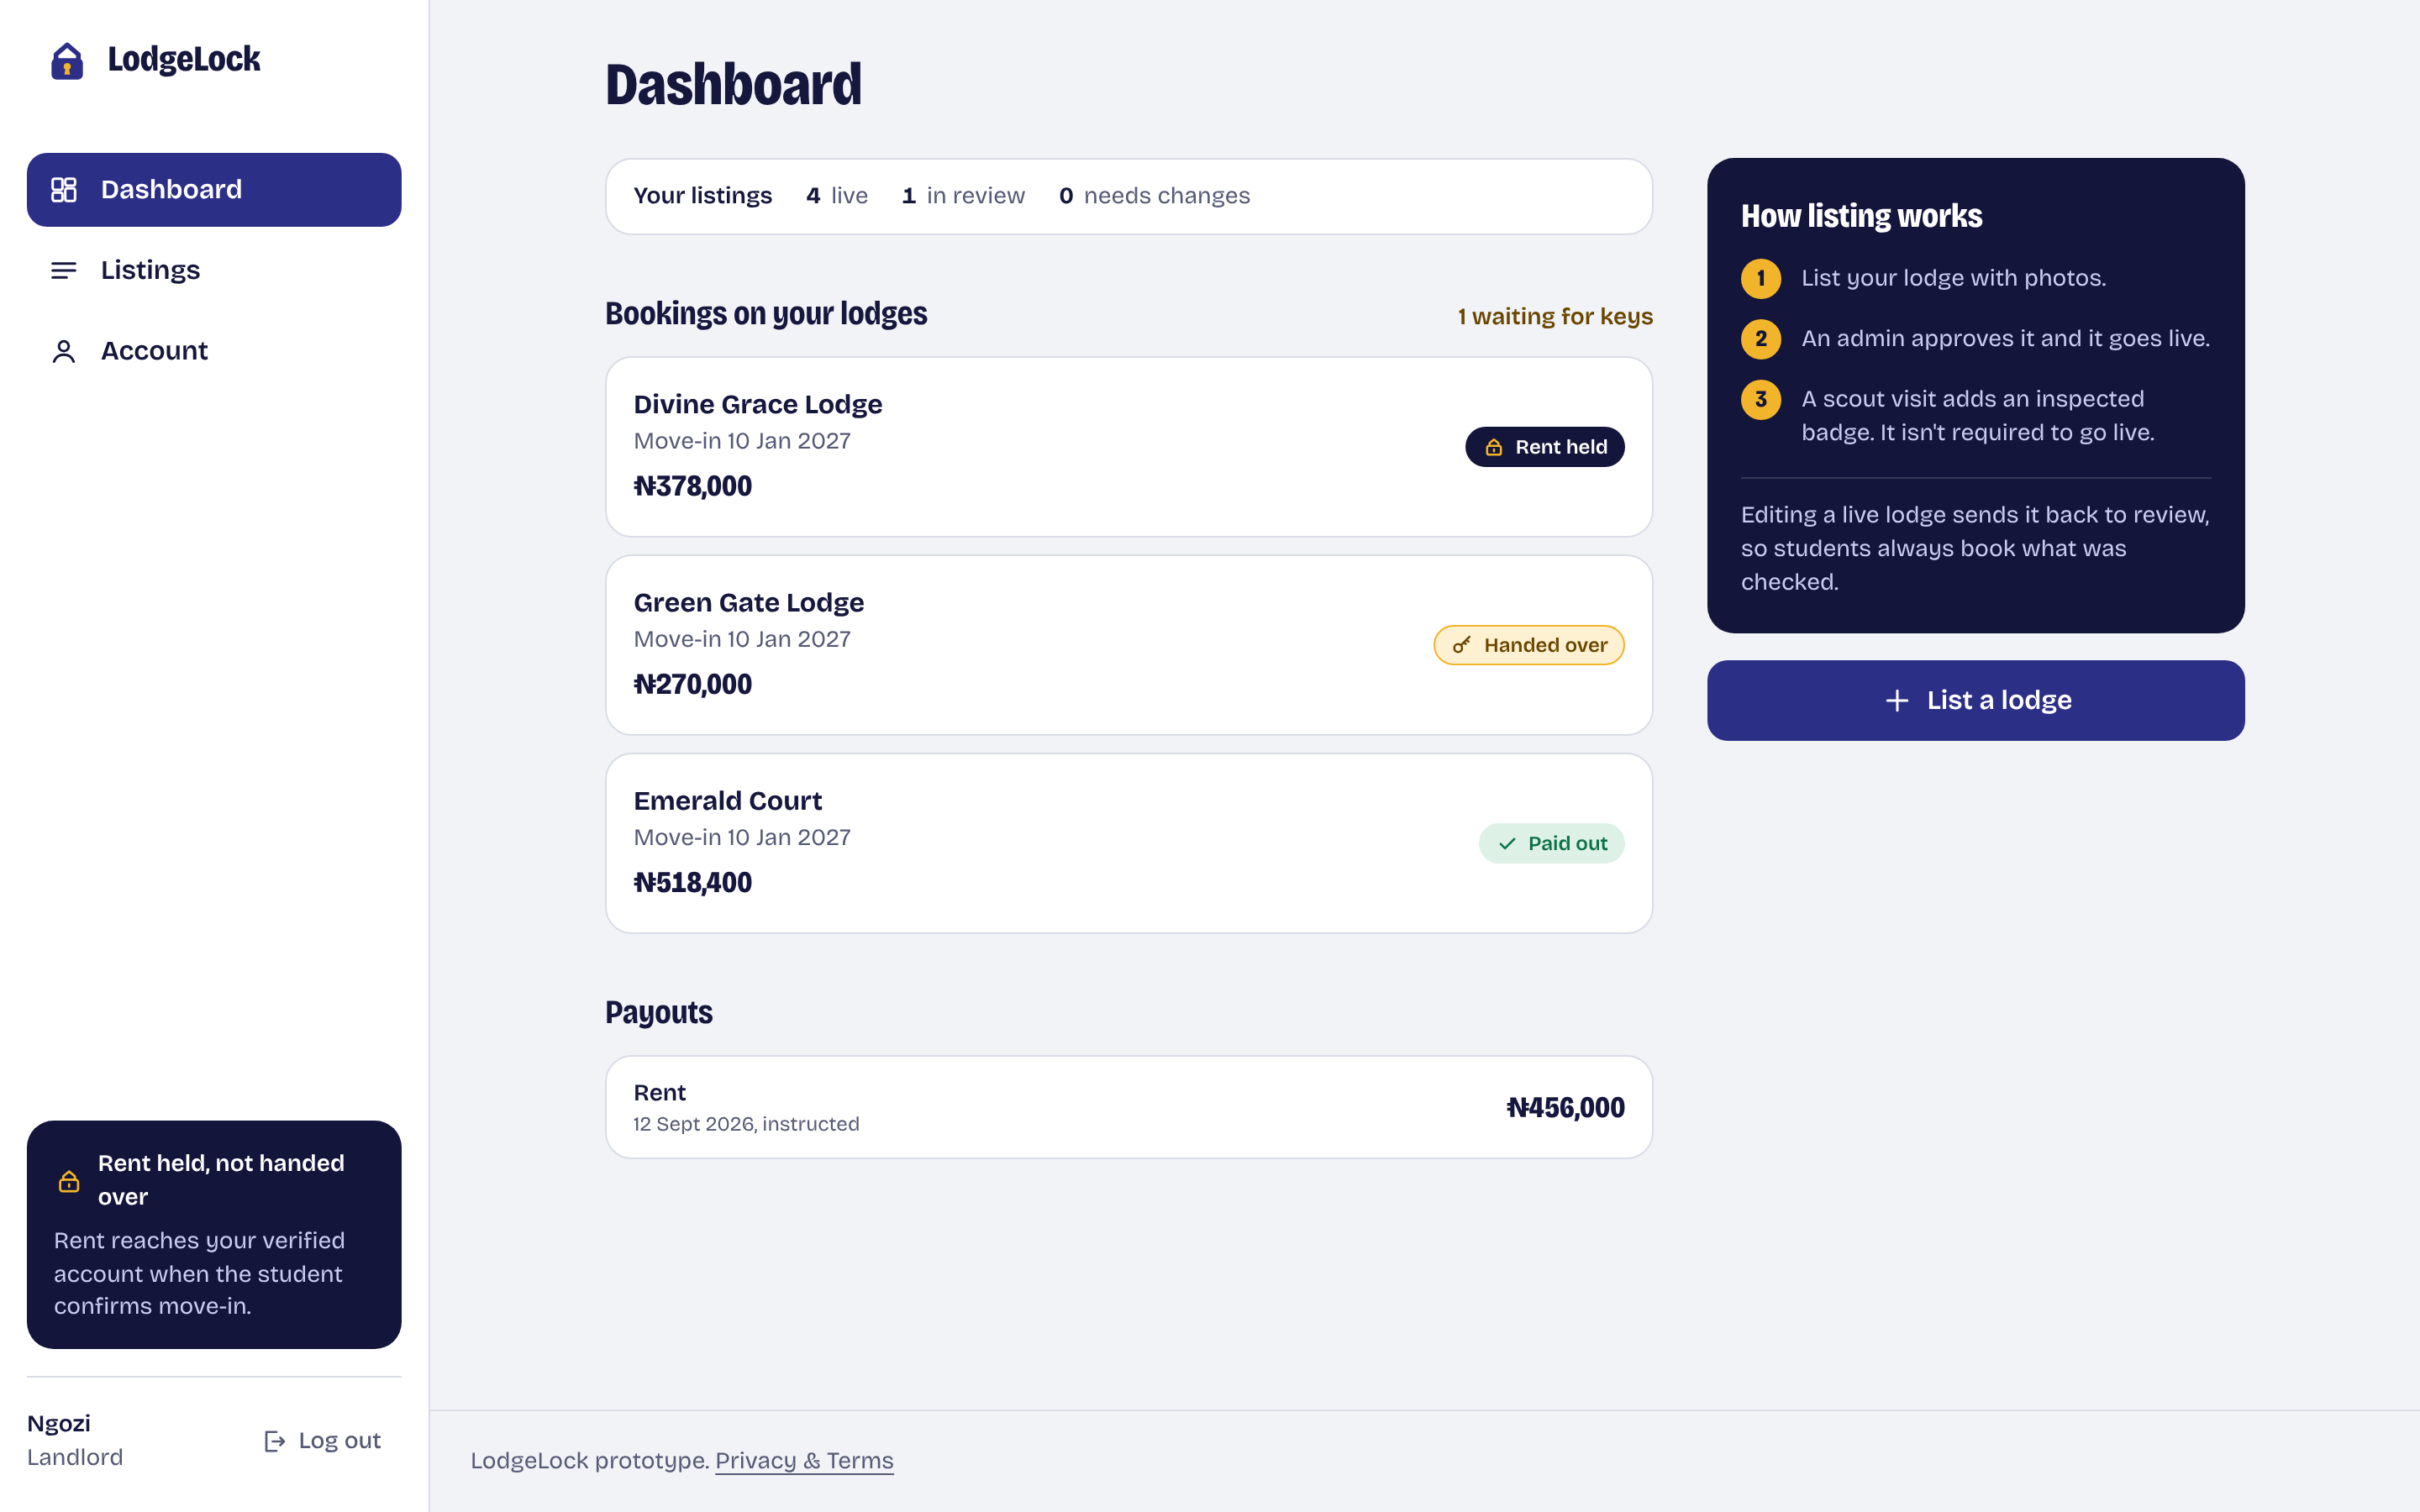 LodgeLock
Dashboard
Listings
Account
Rent held, not handed
over
Rent reaches your verified
account when the student
confirms move-in.
Ngozi
Landlord
Log out
Dashboard
Your listings 4 live 1 in review 0 needs changes
Bookings on your lodges
1 waiting for keys
Divine Grace Lodge
Move-in 10 Jan 2027
₦378,000
Rent held
Green Gate Lodge
Move-in 10 Jan 2027
₦270,000
Handed over
Emerald Court
Move-in 10 Jan 2027
₦518,400
Paid out
Payouts
Rent
12 Sept 2026, instructed
₦456,000
How listing works
1 List your lodge with photos.
2 An admin approves it and it goes live.
3 A scout visit adds an inspected
badge. It isn't required to go live.
Editing a live lodge sends it back to review,
so students always book what was
checked.
List a lodge
LodgeLock prototype. Privacy & Terms